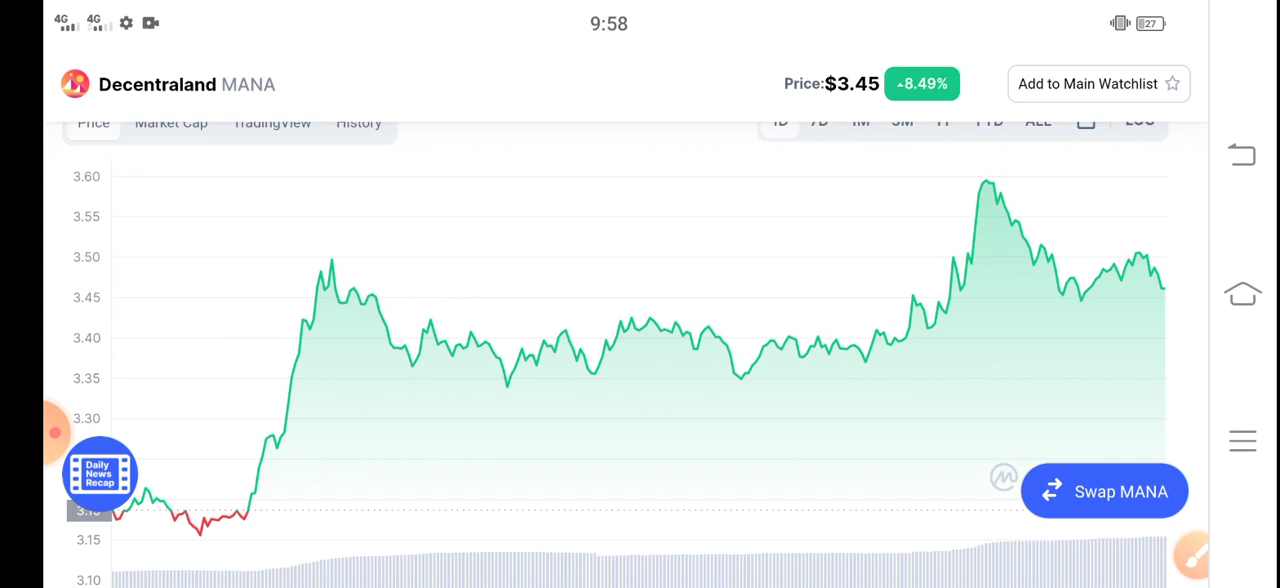 4G 4G 9:58 27
Decentraland MANA Price:$3.45 8.49% Add to Main Watchlist
Price Market Cap TradingView History 1D 7D 1M 3M 1Y YTD ALL LOG
3.60
3.55
3.50
3.45
3.40
3.35
3.30
Daily
News
Recap
Swap MANA
3.15
3.10